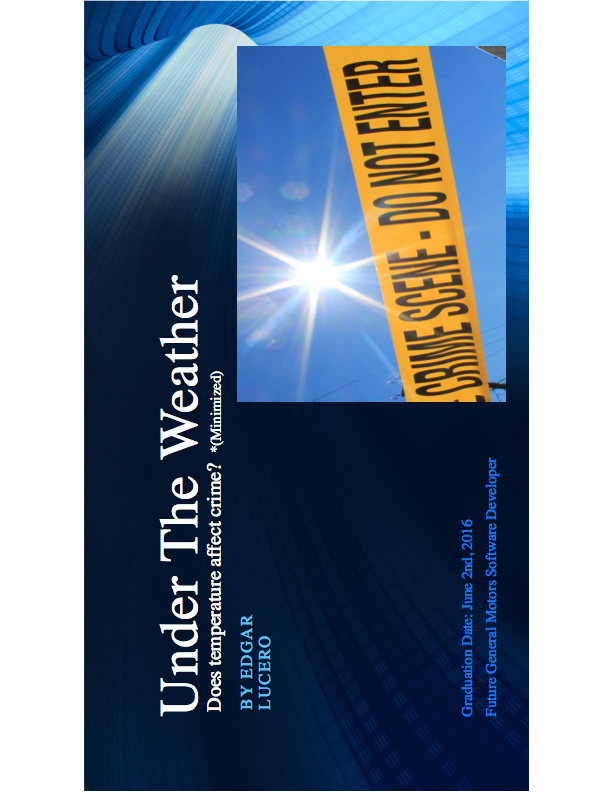 Under The Weather
Does temperature affect crime? *(Minimized)
BY EDGAR
LUCERO
CRIME SCENE - DO NOT ENTER
Graduation Date: June 2nd, 2016
Future General Motors Software Developer